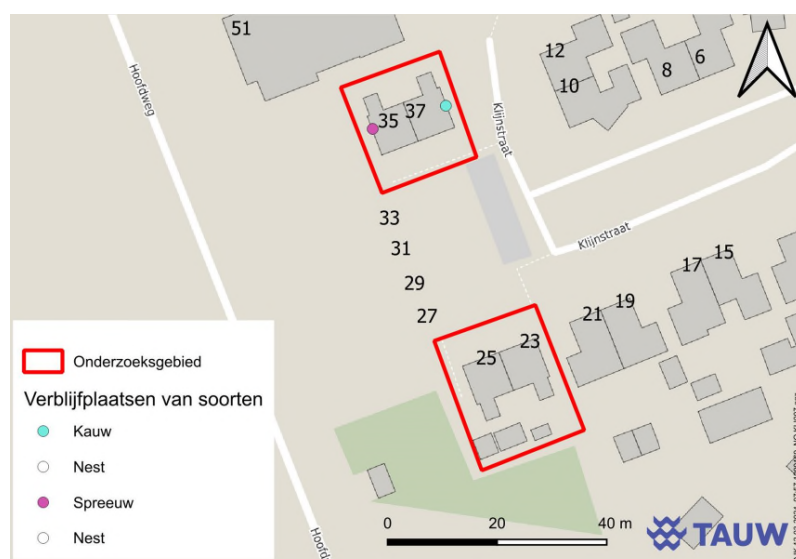 51
12
10
8
6
Hoofdweg
Klijnstraat
35
37
33
31
29
27
Klijnstraat
17
15
21
19
25
23
Onderzoeksgebied
Verblijfplaatsen van soorten
Kauw
Nest
Spreeuw
Nest
0 20 40 m
TAUW